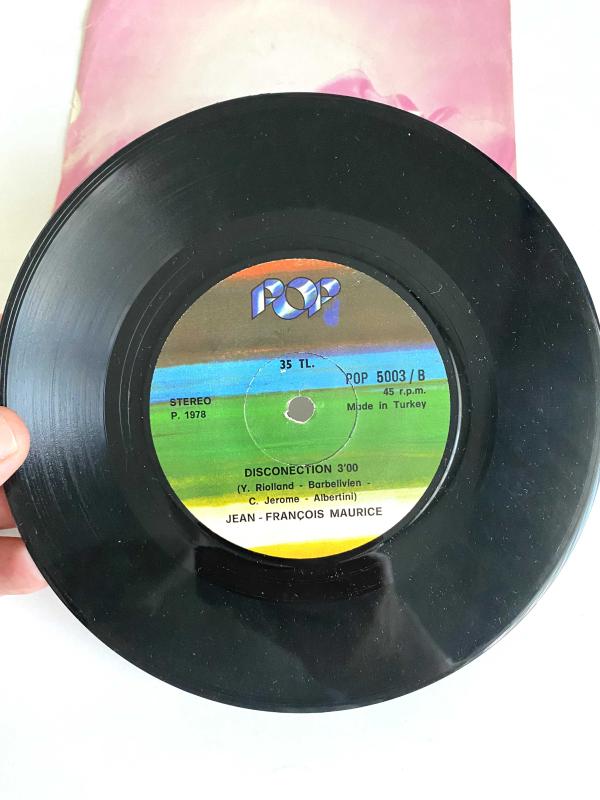 POP
35 TL.
POP 5003/B
STEREO
45 r.p.m.
P. 1978
Made in Turkey
DISCONECTION 3'00
(Y. Riolland - Barbelivien -
C. Jerome - Albertini)
JEAN-FRANÇOIS MAURICE